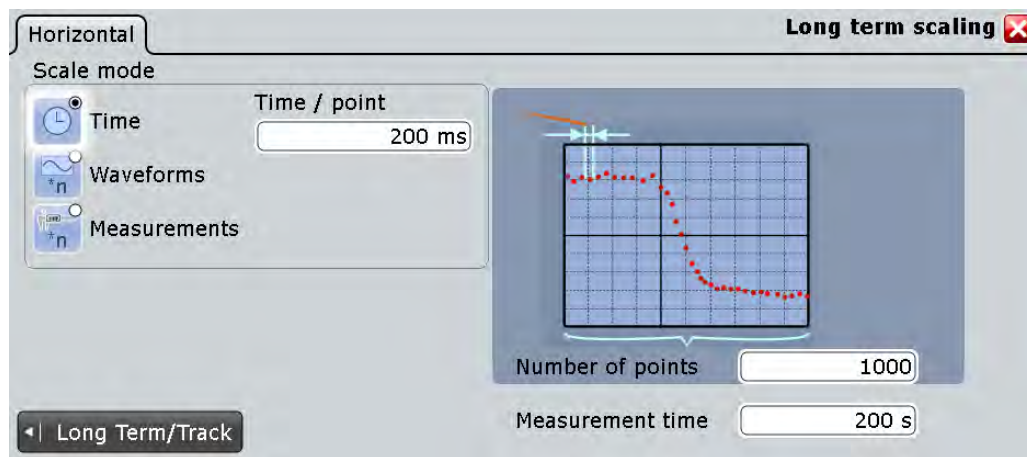 Horizontal
Long term scaling
Scale mode
Time
Time / point
200 ms
*n
Waveforms
*n
Measurements
Number of points
1000
Measurement time
200 s
Long Term/Track